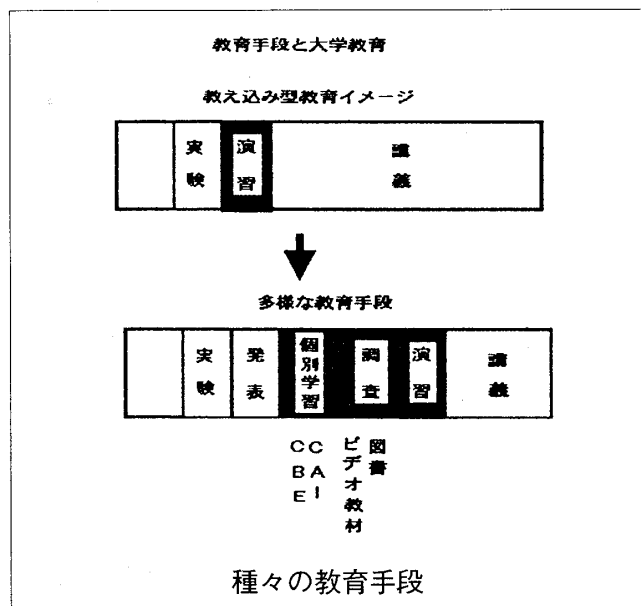 教育手段と大学教育
教え込み型教育イメージ
実験
演習
講義
多様な教育手段
実験
発表
個別学習
調査
演習
講義
CBE
CAI
ビデオ教材
図書
種々の教育手段